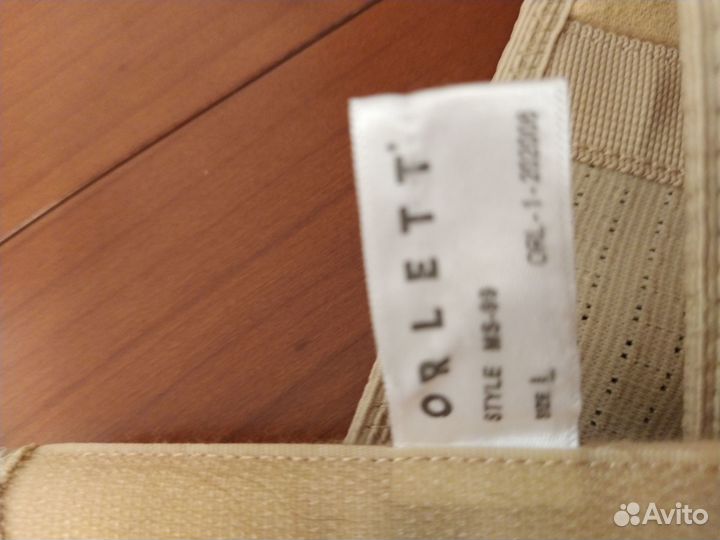 ORLETT
STYLE MS-99
SIZE L
ORL-1-202008
Avito